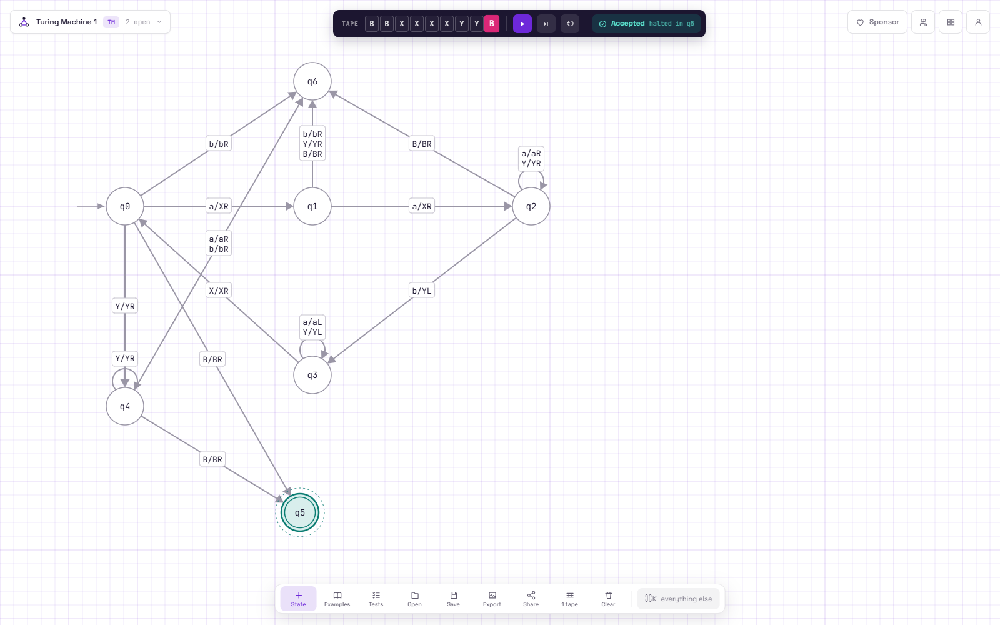 Turing Machine 1 TM 2 open
TAPE B B X X X X Y Y B Accepted halted in q5
Sponsor
q6
b/bR
b/bR
Y/YR
B/BR
B/BR
a/aR
Y/YR
q0
a/XR
q1
a/XR
q2
a/aR
b/bR
X/XR
b/YL
Y/YR
a/aL
Y/YL
Y/YR
B/BR
q3
q4
B/BR
q5
State Examples Tests Open Save Export Share 1 tape Clear ⌘K everything else